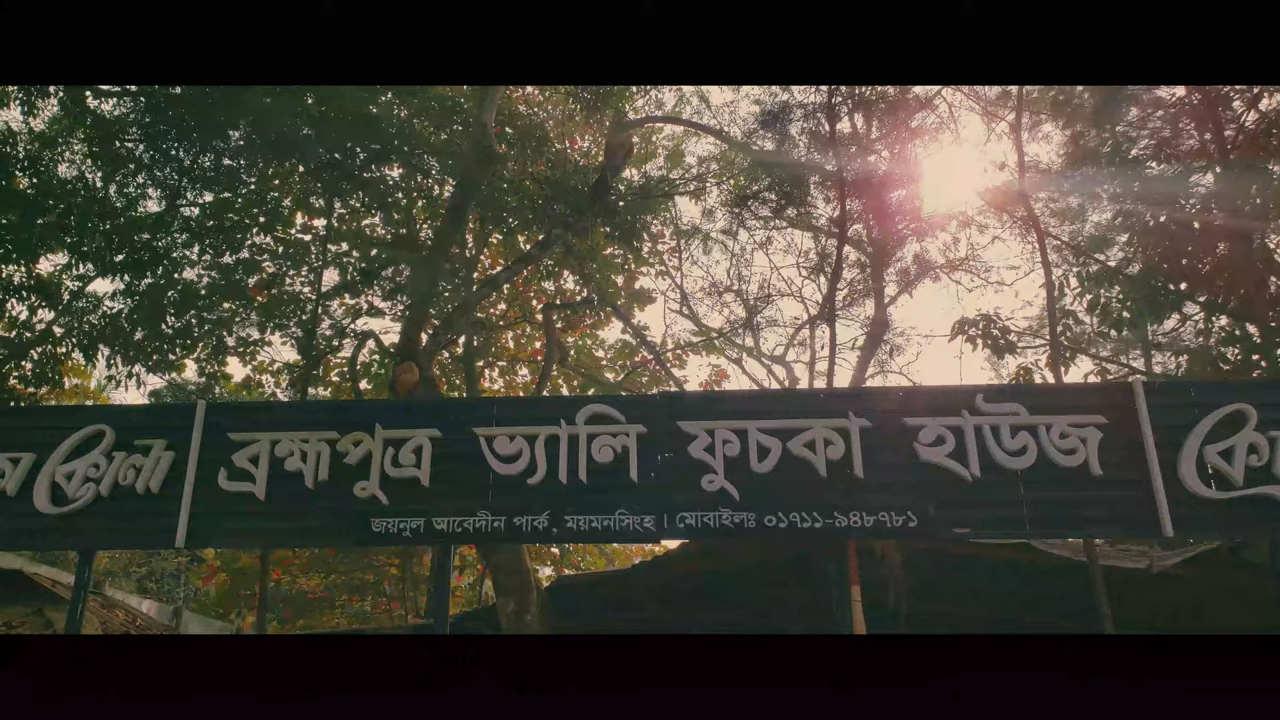 কোলা
ব্রহ্মপুত্র ভ্যালি ফুচকা হাউজ
জয়নুল আবেদীন পার্ক, ময়মনসিংহ। মোবাইলঃ ০১৭১১-৯৪৮৭৮১